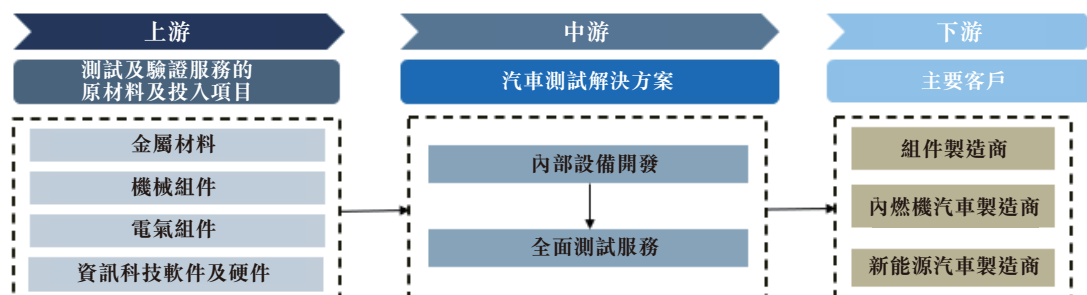 上游
中游
下游
測試及驗證服務的
原材料及投入項目
汽車測試解決方案
主要客戶
金屬材料
機械組件
電氣組件
資訊科技軟件及硬件
內部設備開發
全面測試服務
組件製造商
內燃機汽車製造商
新能源汽車製造商